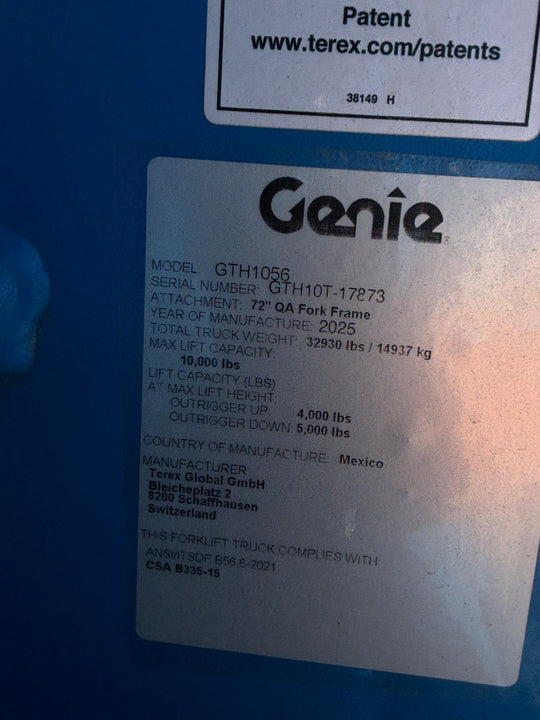 Patent
www.terex.com/patents
38149 H
Genie
MODEL: GTH1056
SERIAL NUMBER: GTH10T-17873
ATTACHMENT: 72" QA Fork Frame
YEAR OF MANUFACTURE: 2025
TOTAL TRUCK WEIGHT: 32930 lbs / 14937 kg
MAX LIFT CAPACITY:
10,000 lbs
LIFT CAPACITY (LBS)
AT MAX LIFT HEIGHT:
OUTRIGGER UP: 4,000 lbs
OUTRIGGER DOWN: 5,000 lbs
COUNTRY OF MANUFACTURE: Mexico
MANUFACTURER
Terex Global GmbH
Bleicheplatz 2
8200 Schaffhausen
Switzerland
THIS FORKLIFT TRUCK COMPLIES WITH:
ANSI/ITSDF B56.6-2021
CSA B335-15